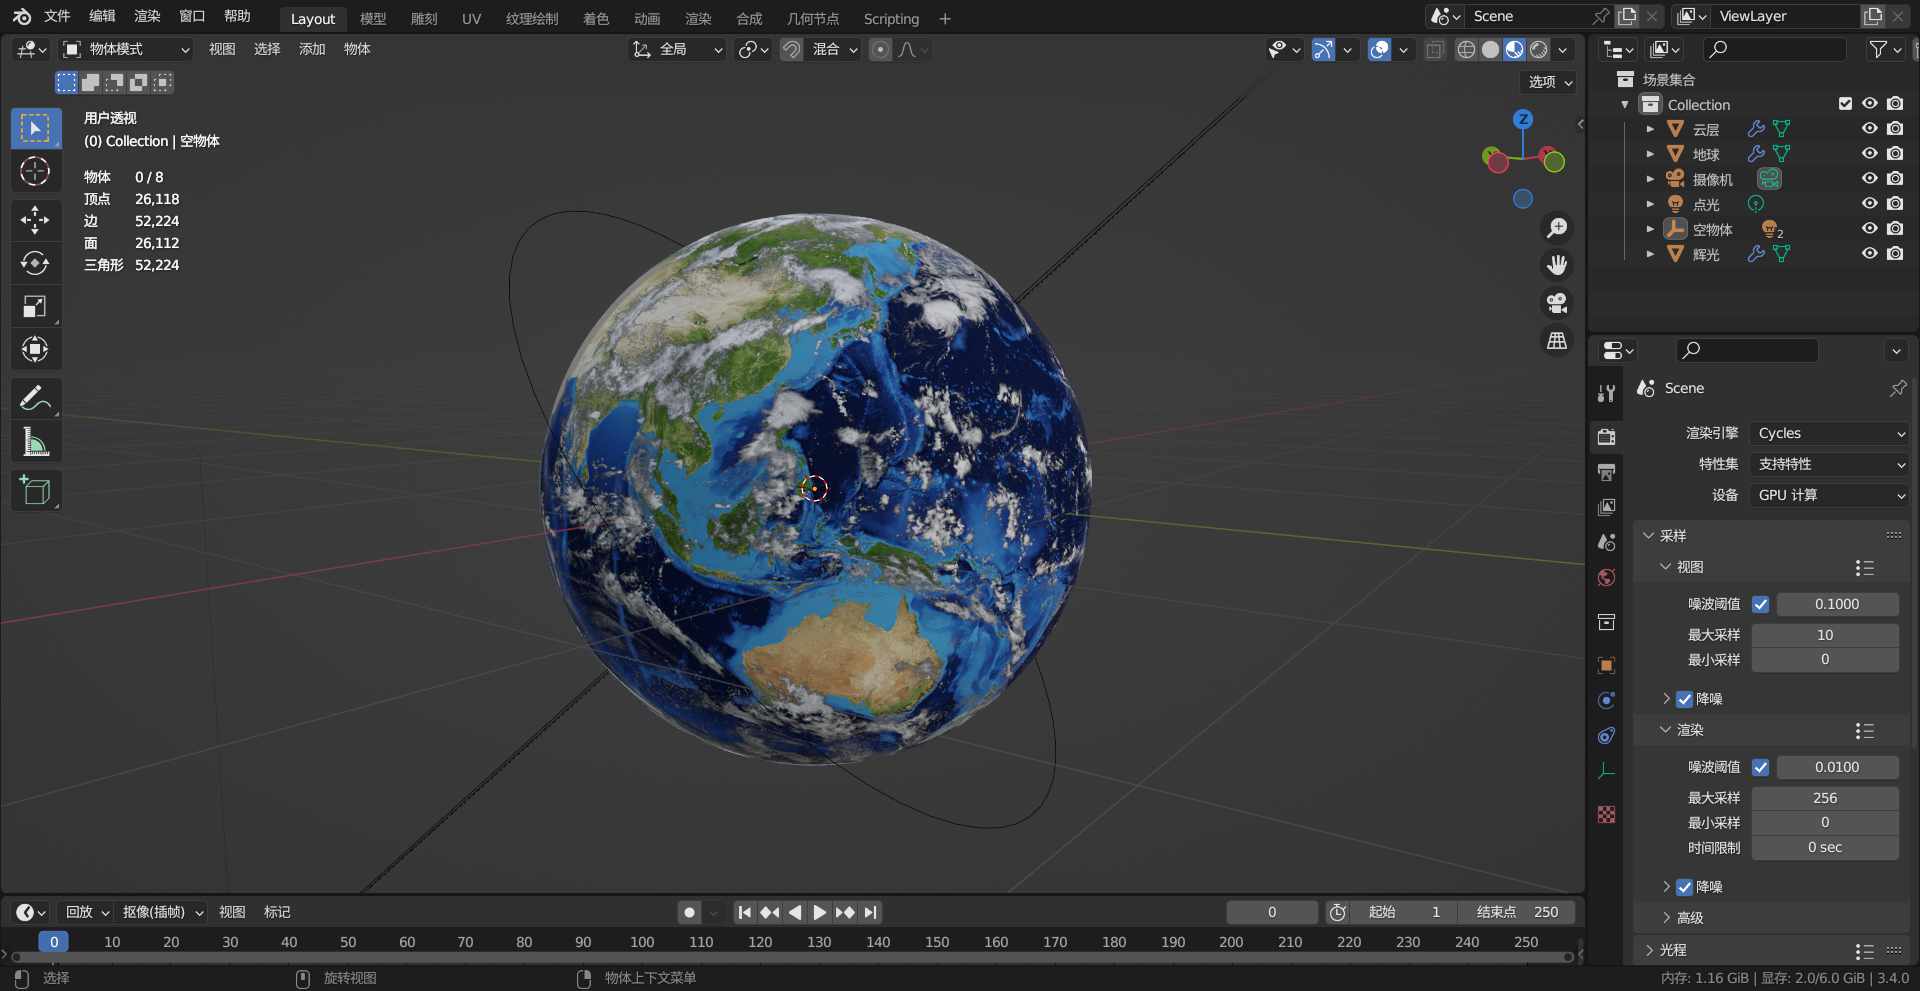 文件 编辑 渲染 窗口 帮助 Layout 模型 雕刻 UV 纹理绘制 着色 动画 渲染 合成 几何节点 Scripting Scene ViewLayer
物体模式 视图 选择 添加 物体 全局 混合
选项
用户透视
(0) Collection | 空物体
物体 0 / 8
顶点 26,118
边 52,224
面 26,112
三角形 52,224
Z
场景集合
Collection
云层
地球
摄像机
点光
空物体 2
辉光
Scene
渲染引擎 Cycles
特性集 支持特性
设备 GPU 计算
采样
视图
噪波阈值 0.1000
最大采样 10
最小采样 0
降噪
渲染
噪波阈值 0.0100
最大采样 256
最小采样 0
时间限制 0 sec
降噪
高级
光程
回放 抠像(插帧) 视图 标记 0 起始 1 结束点 250
0 10 20 30 40 50 60 70 80 90 100 110 120 130 140 150 160 170 180 190 200 210 220 230 240 250
选择 旋转视图 物体上下文菜单 内存: 1.16 GiB | 显存: 2.0/6.0 GiB | 3.4.0